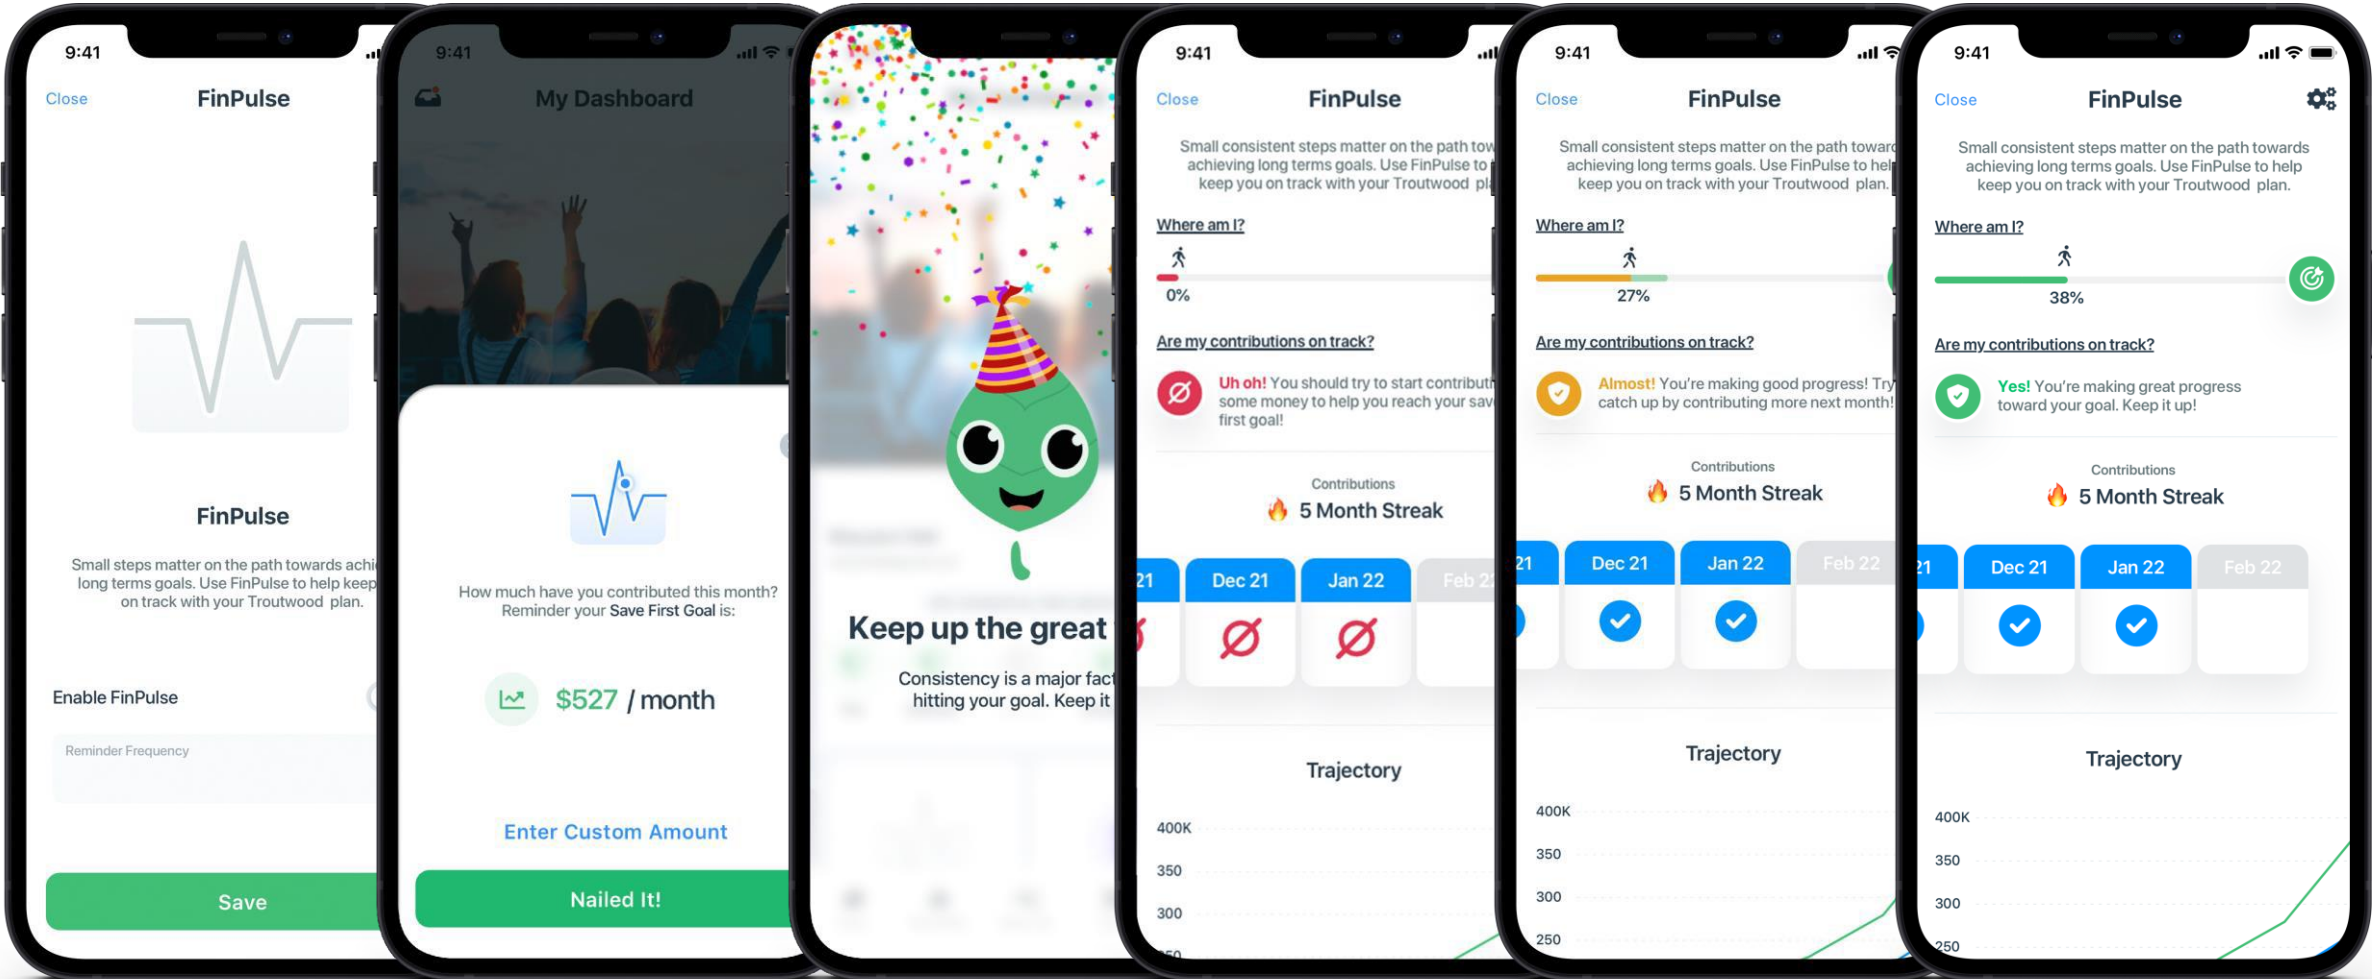 9:41
Close
FinPulse
FinPulse
Small steps matter on the path towards achi
long terms goals. Use FinPulse to help keep
on track with your Troutwood plan.
Enable FinPulse
Reminder Frequency
Save
9:41
My Dashboard
How much have you contributed this month?
Reminder your Save First Goal is:
$527 / month
Enter Custom Amount
Nailed It!
Keep up the great
Consistency is a major fact
hitting your goal. Keep it
9:41
Close
FinPulse
Small consistent steps matter on the path tow
achieving long terms goals. Use FinPulse to
keep you on track with your Troutwood pl
Where am I?
0%
Are my contributions on track?
Uh oh! You should try to start contributi
some money to help you reach your sav
first goal!
Contributions
5 Month Streak
21
Dec 21
Jan 22
Feb 22
Trajectory
400K
350
300
9:41
Close
FinPulse
Small consistent steps matter on the path toward
achieving long terms goals. Use FinPulse to hel
keep you on track with your Troutwood plan.
Where am I?
27%
Are my contributions on track?
Almost! You're making good progress! Try
catch up by contributing more next month!
Contributions
5 Month Streak
21
Dec 21
Jan 22
Feb 22
Trajectory
400K
350
300
250
9:41
Close
FinPulse
Small consistent steps matter on the path towards
achieving long terms goals. Use FinPulse to help
keep you on track with your Troutwood plan.
Where am I?
38%
Are my contributions on track?
Yes! You're making great progress
toward your goal. Keep it up!
Contributions
5 Month Streak
21
Dec 21
Jan 22
Feb 22
Trajectory
400K
350
300
250